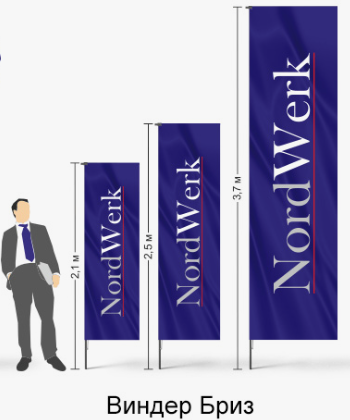 2,1 м
NordWerk
2,5 м
NordWerk
3,7 м
NordWerk
Виндер Бриз